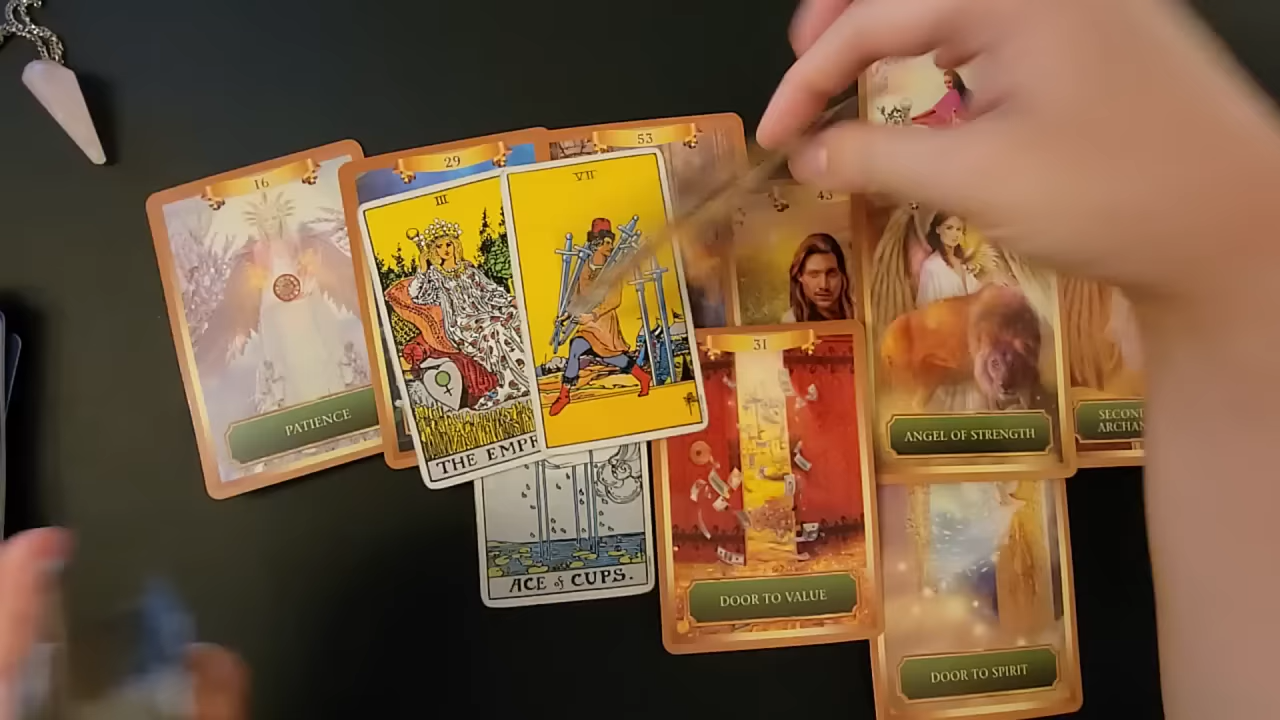 16
PATIENCE
29
III
THE EMPR
VII
53
43
ACE of CUPS.
31
DOOR TO VALUE
ANGEL OF STRENGTH
SECON
ARCHAN
DOOR TO SPIRIT